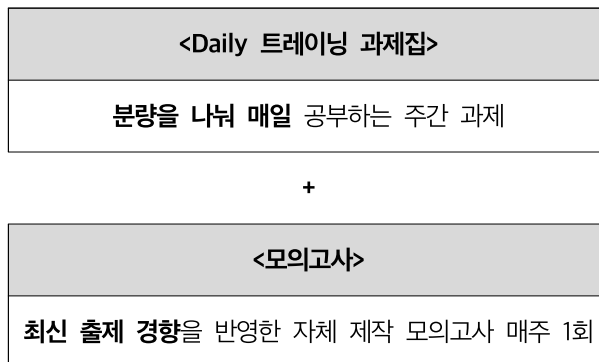 <Daily 트레이닝 과제집>
분량을 나눠 매일 공부하는 주간 과제
+
<모의고사>
최신 출제 경향을 반영한 자체 제작 모의고사 매주 1회